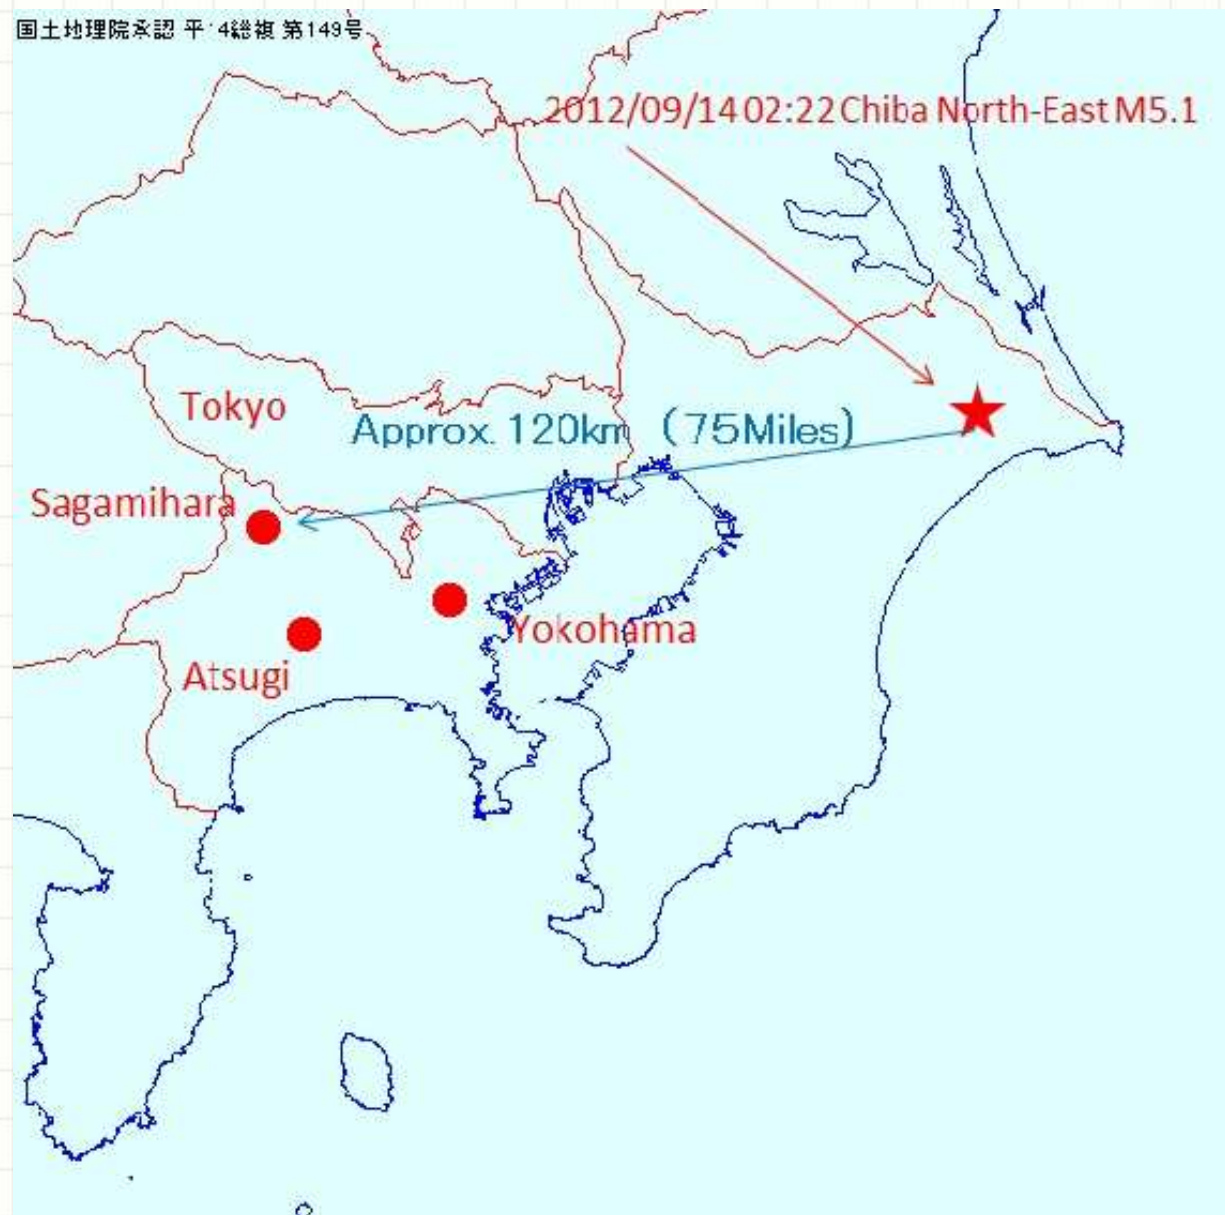 国土地理院承認 平14総複 第149号
2012/09/14 02:22 Chiba North-East M5.1
Tokyo
Approx. 120km （75Miles）
Sagamihara
Yokohama
Atsugi